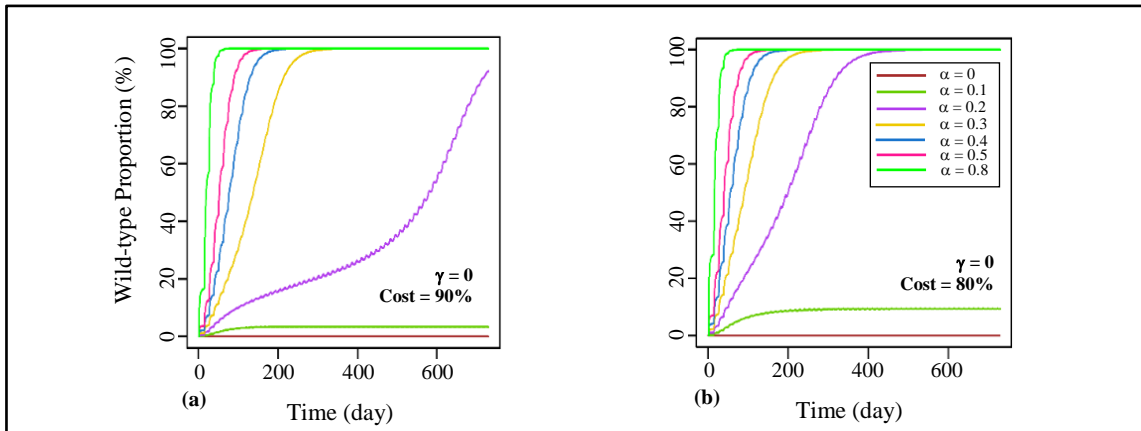 Wild-type Proportion (%)
100
80
60
40
20
0
γ = 0
Cost = 90%
0
200
400
600
(a)
Time (day)
100
80
60
40
20
0
α = 0
α = 0.1
α = 0.2
α = 0.3
α = 0.4
α = 0.5
α = 0.8
γ = 0
Cost = 80%
0
200
400
600
(b)
Time (day)